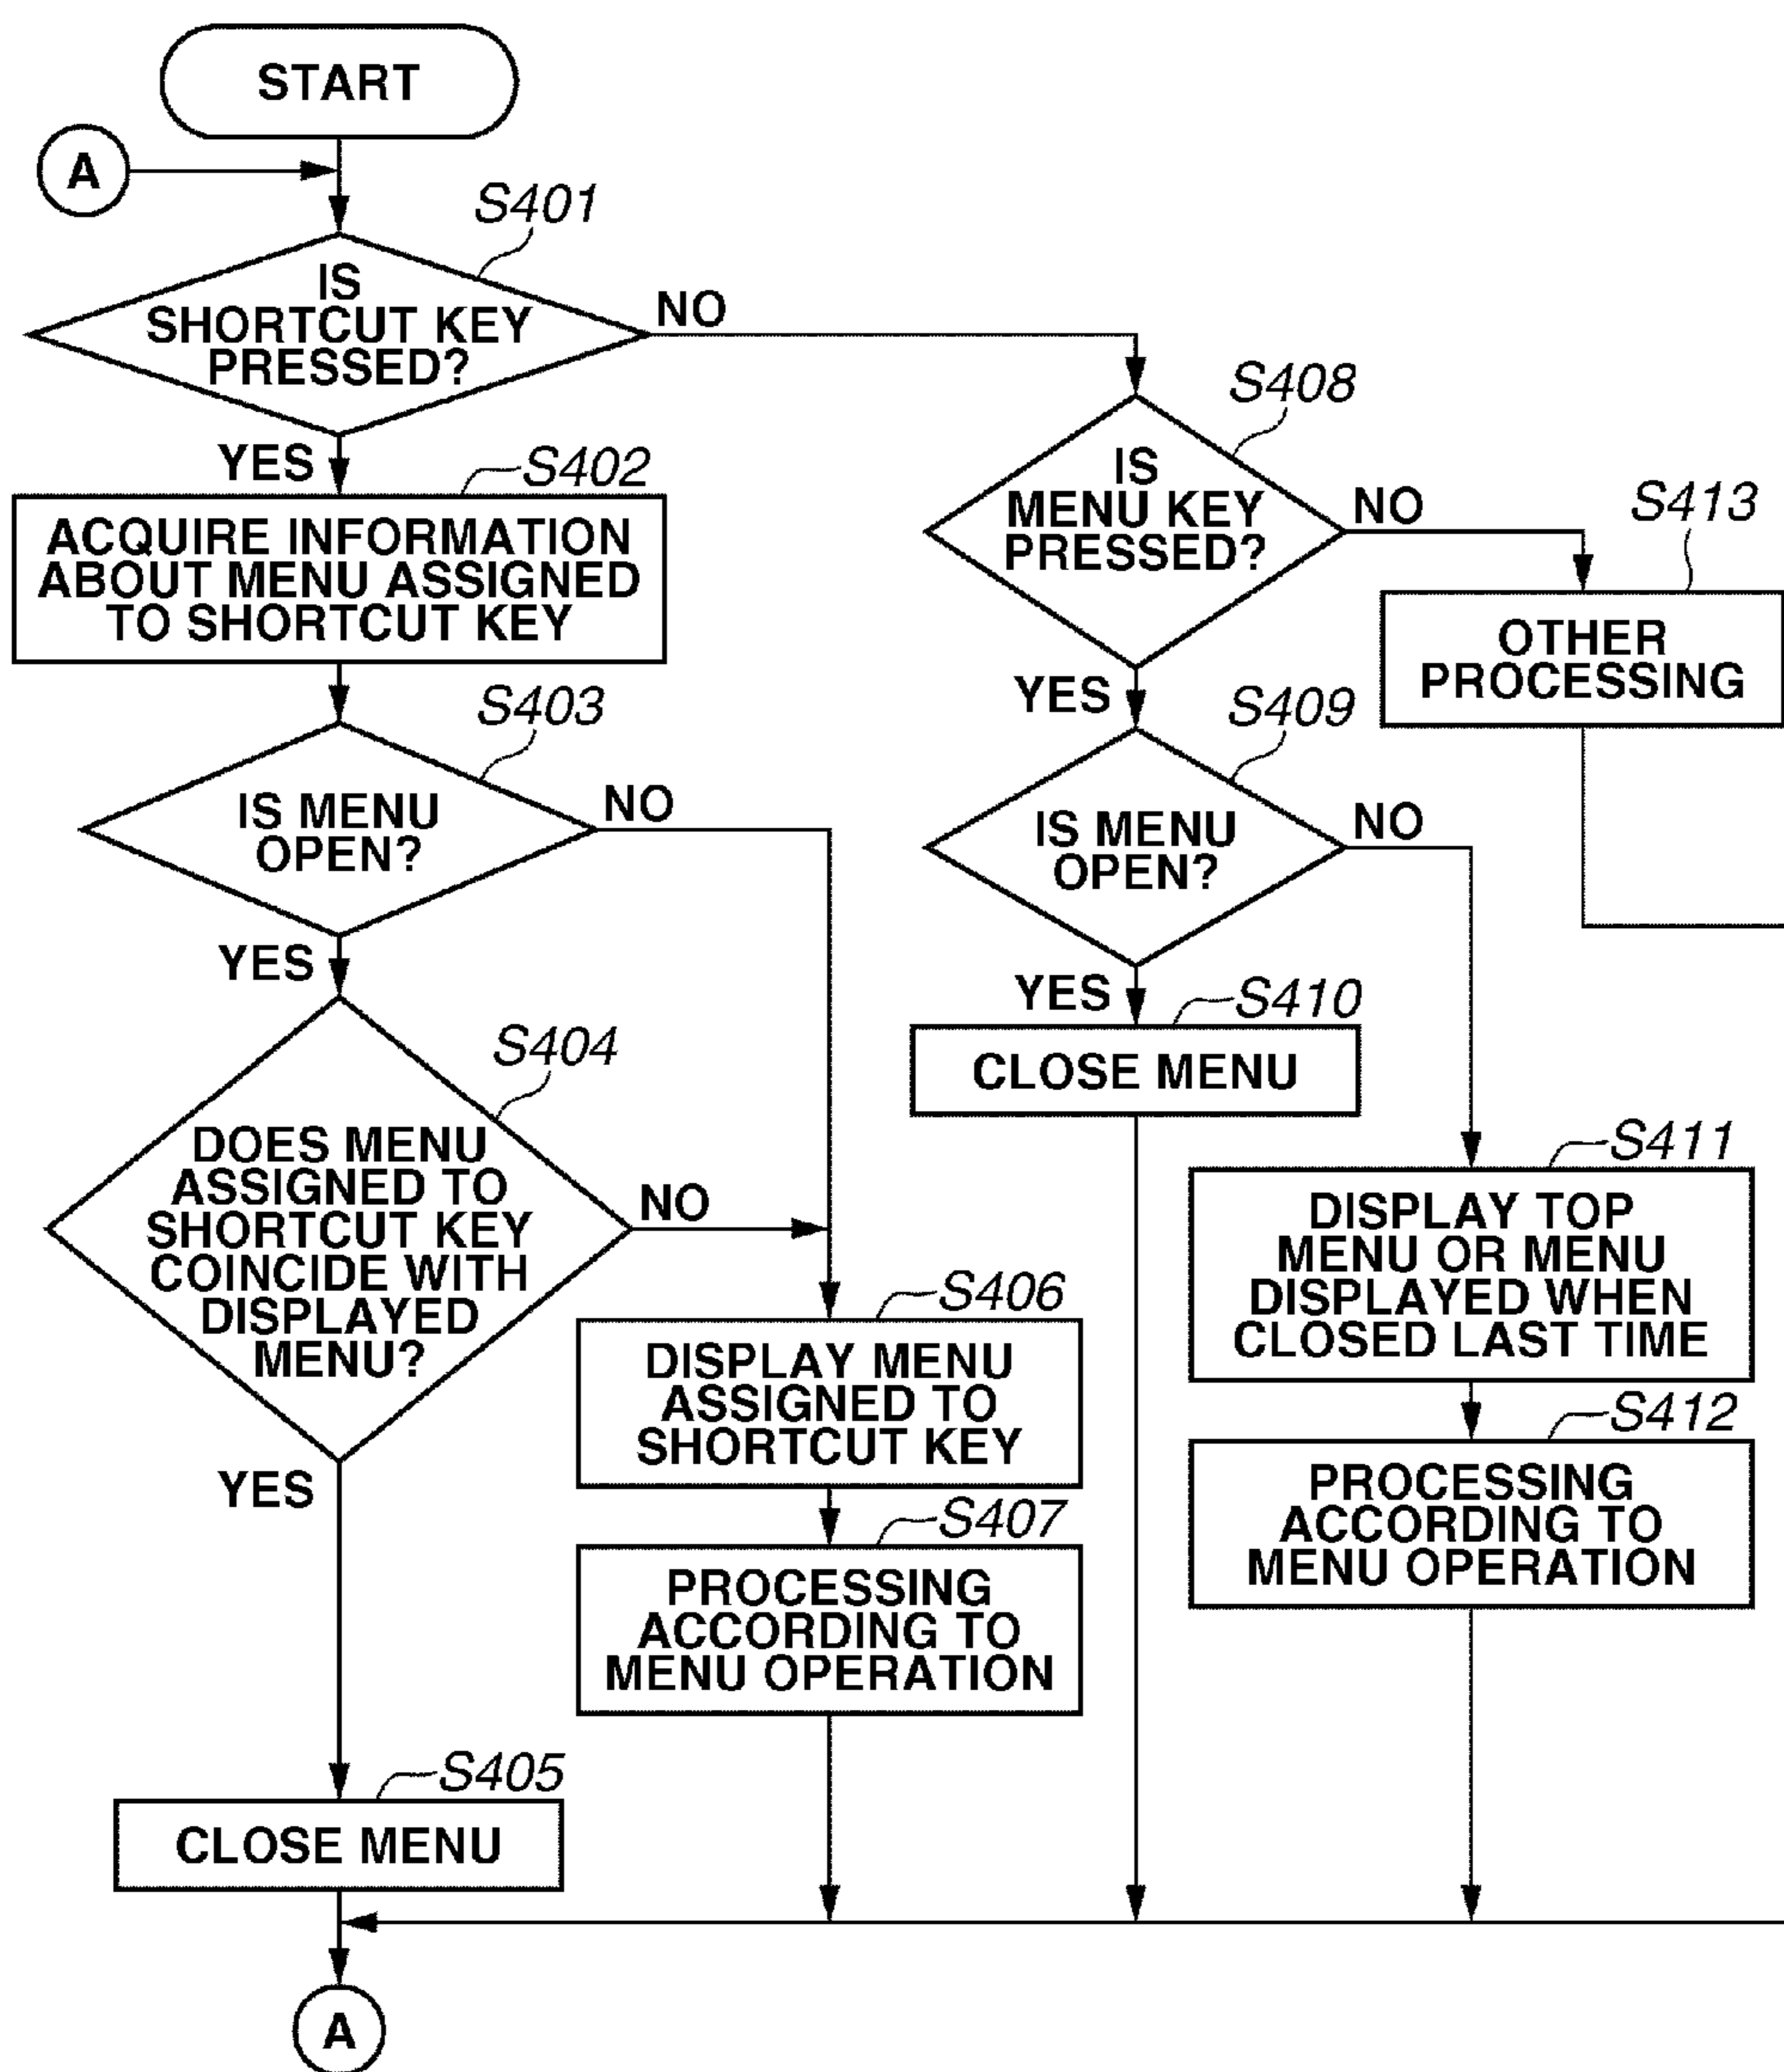 START
A
S401
IS
SHORTCUT KEY
PRESSED?
NO
YES
S402
ACQUIRE INFORMATION
ABOUT MENU ASSIGNED
TO SHORTCUT KEY
S403
IS MENU
OPEN?
NO
YES
S404
DOES MENU
ASSIGNED TO
SHORTCUT KEY
COINCIDE WITH
DISPLAYED
MENU?
NO
YES
S405
CLOSE MENU
S406
DISPLAY MENU
ASSIGNED TO
SHORTCUT KEY
S407
PROCESSING
ACCORDING TO
MENU OPERATION
S408
IS
MENU KEY
PRESSED?
NO
YES
S409
IS MENU
OPEN?
NO
YES
S410
CLOSE MENU
S411
DISPLAY TOP
MENU OR MENU
DISPLAYED WHEN
CLOSED LAST TIME
S412
PROCESSING
ACCORDING TO
MENU OPERATION
S413
OTHER
PROCESSING
A